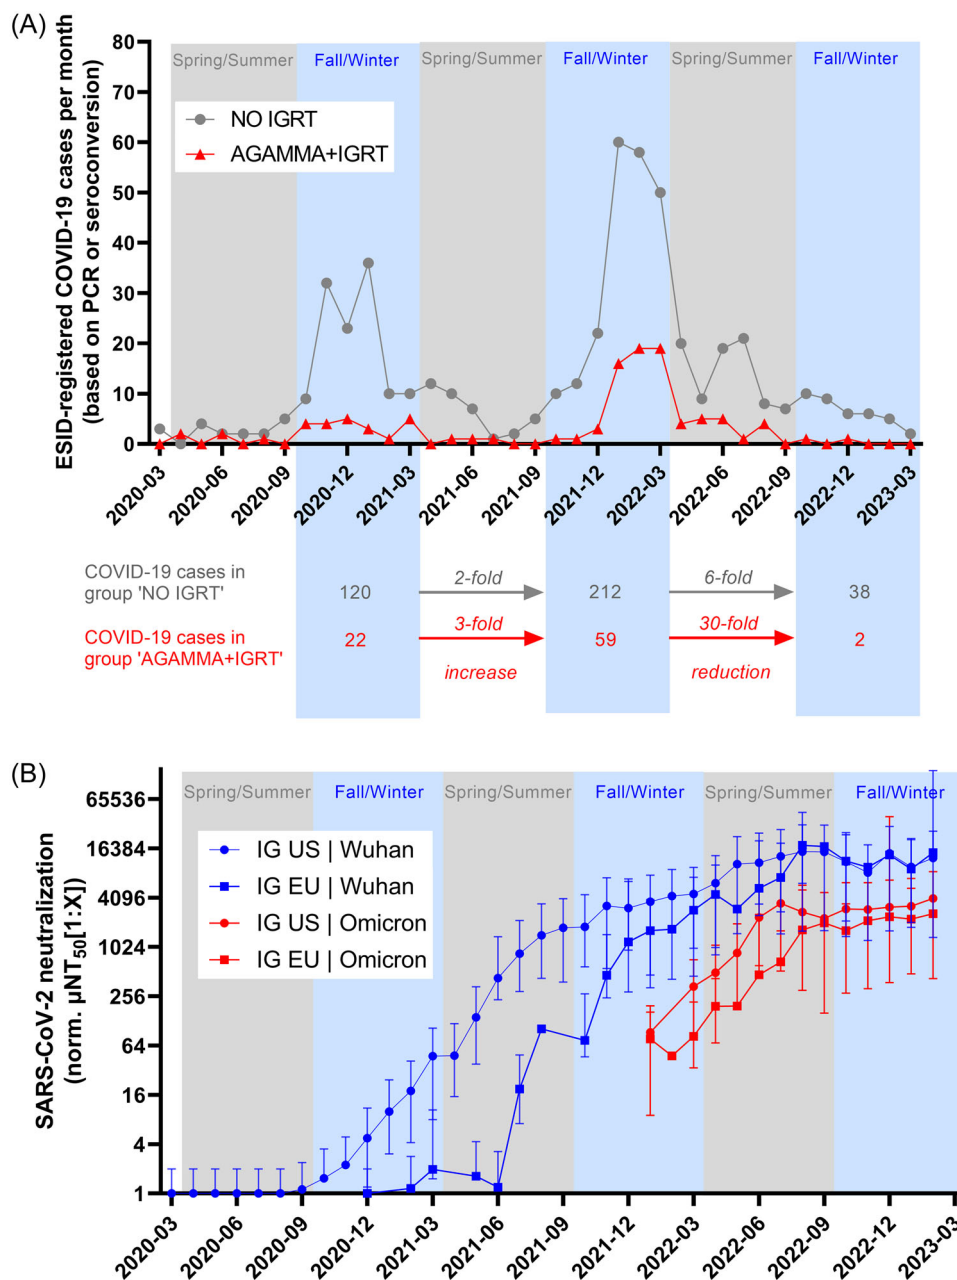 (A)
ESID-registered COVID-19 cases per month
(based on PCR or seroconversion)
80
70
60
50
40
30
20
10
0
Spring/Summer
Fall/Winter
Spring/Summer
Fall/Winter
Spring/Summer
Fall/Winter
NO IGRT
AGAMMA+IGRT
2020-03
2020-06
2020-09
2020-12
2021-03
2021-06
2021-09
2021-12
2022-03
2022-06
2022-09
2022-12
2023-03
COVID-19 cases in
group 'NO IGRT'
120
2-fold
212
6-fold
38
COVID-19 cases in
group 'AGAMMA+IGRT'
22
3-fold
59
30-fold
2
increase
reduction
(B)
SARS-CoV-2 neutralization
(norm. µNT50[1:X])
65536
16384
4096
1024
256
64
16
4
1
Spring/Summer
Fall/Winter
Spring/Summer
Fall/Winter
Spring/Summer
Fall/Winter
IG US | Wuhan
IG EU | Wuhan
IG US | Omicron
IG EU | Omicron
2020-03
2020-06
2020-09
2020-12
2021-03
2021-06
2021-09
2021-12
2022-03
2022-06
2022-09
2022-12
2023-03